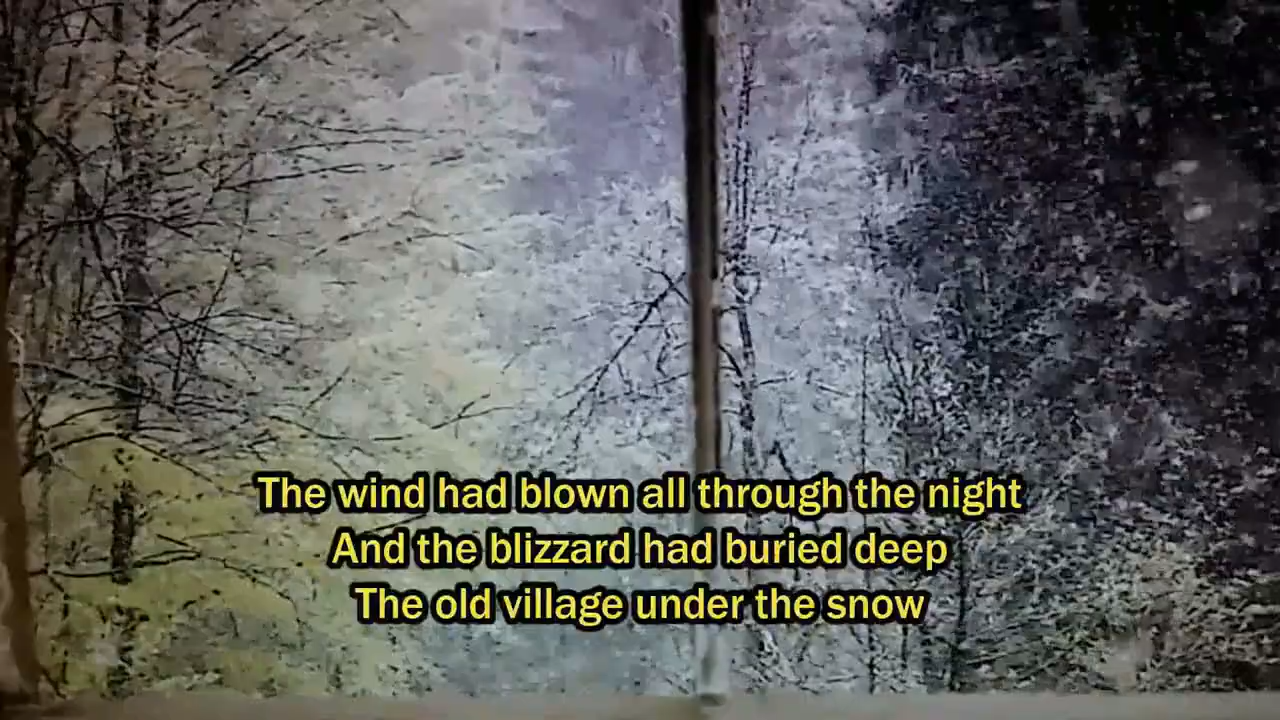 The wind had blown all through the night
And the blizzard had buried deep
The old village under the snow